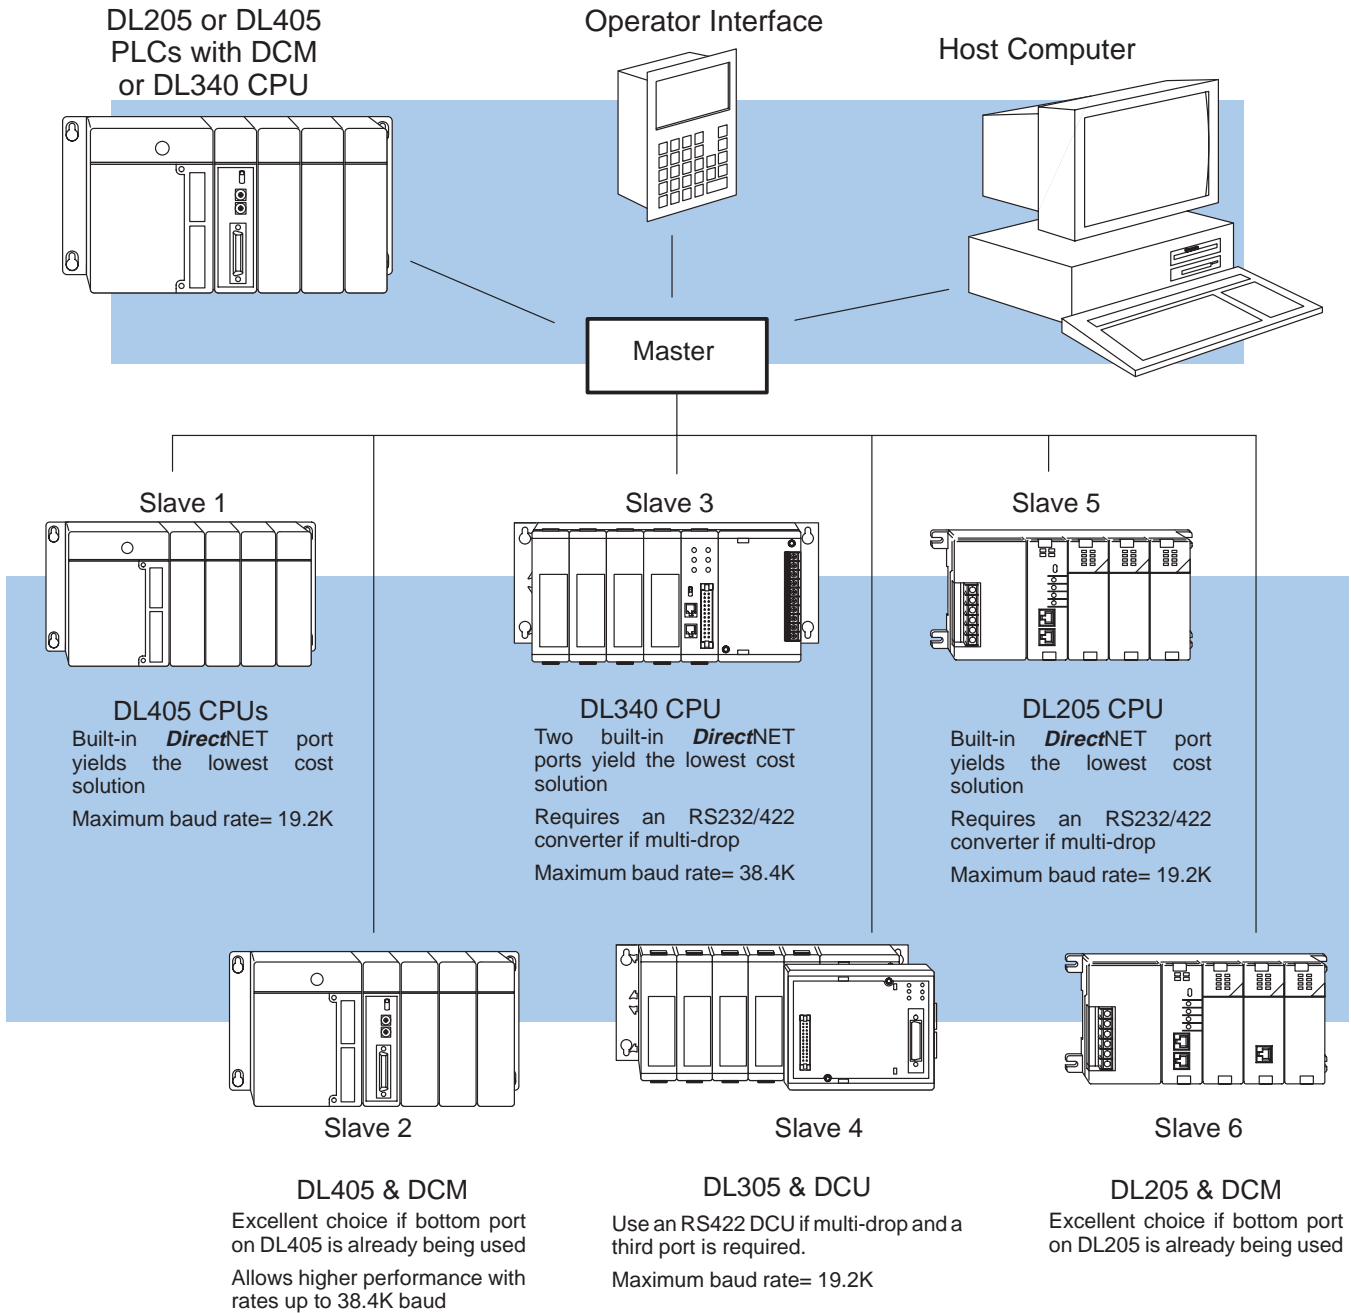 DL205 or DL405
PLCs with DCM
or DL340 CPU
Operator Interface
Host Computer
Master
Slave 1
Slave 3
Slave 5
DL405 CPUs
Built-in DirectNET port
yields the lowest cost
solution
Maximum baud rate= 19.2K
DL340 CPU
Two built-in DirectNET
ports yield the lowest cost
solution
Requires an RS232/422
converter if multi-drop
Maximum baud rate= 38.4K
DL205 CPU
Built-in DirectNET port
yields the lowest cost
solution
Requires an RS232/422
converter if multi-drop
Maximum baud rate= 19.2K
Slave 2
Slave 4
Slave 6
DL405 & DCM
Excellent choice if bottom port
on DL405 is already being used
Allows higher performance with
rates up to 38.4K baud
DL305 & DCU
Use an RS422 DCU if multi-drop and a
third port is required.
Maximum baud rate= 19.2K
DL205 & DCM
Excellent choice if bottom port
on DL205 is already being used